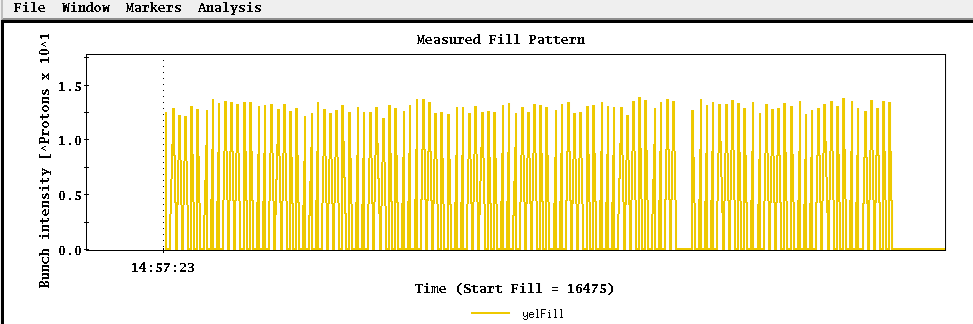 File Window Markers Analysis
Measured Fill Pattern
Bunch intensity [^Protons x 10^1
1.5
1.0
0.5
0.0
14:57:23
Time (Start Fill = 16475)
yelFill